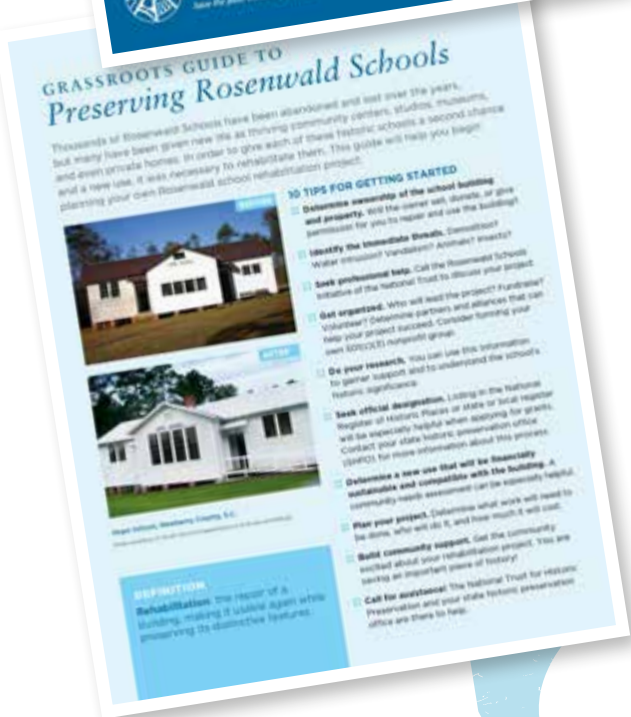 GRASSROOTS GUIDE TO
Preserving Rosenwald Schools
Thousands of Rosenwald Schools have been abandoned and lost over the years,
but many have been given new life as thriving community centers, studios, museums,
and even private homes. In order to give each of these historic schools a second chance
and a new use, it was necessary to rehabilitate them. This guide will help you begin
planning your own Rosenwald school rehabilitation project.
BEFORE
AFTER
Hope School, Newberry County, S.C.
DEFINITION
Rehabilitation: the repair of a
building, making it usable again while
preserving its distinctive features.
10 TIPS FOR GETTING STARTED
Determine ownership of the school building
and property. Will the owner sell, donate, or give
permission for you to repair and use the building?
Identify the immediate threats. Demolition?
Water intrusion? Vandalism? Animals? Insects?
Seek professional help. Call the Rosenwald Schools
Initiative of the National Trust to discuss your project.
Get organized. Who will lead the project? Fundraise?
Volunteer? Determine partners and alliances that can
help your project succeed. Consider forming your
own 501(c)(3) nonprofit group.
Do your research. You can use this information
to garner support and to understand the school's
historic significance.
Seek official designation. Listing in the National
Register of Historic Places or state or local register
will be especially helpful when applying for grants.
Contact your state historic preservation office
(SHPO) for more information about this process.
Determine a new use that will be financially
sustainable and compatible with the building. A
community needs assessment can be especially helpful.
Plan your project. Determine what work will need to
be done, who will do it, and how much it will cost.
Build community support. Get the community
excited about your rehabilitation project. You are
saving an important piece of history!
Call for assistance! The National Trust for Historic
Preservation and your state historic preservation
office are there to help.